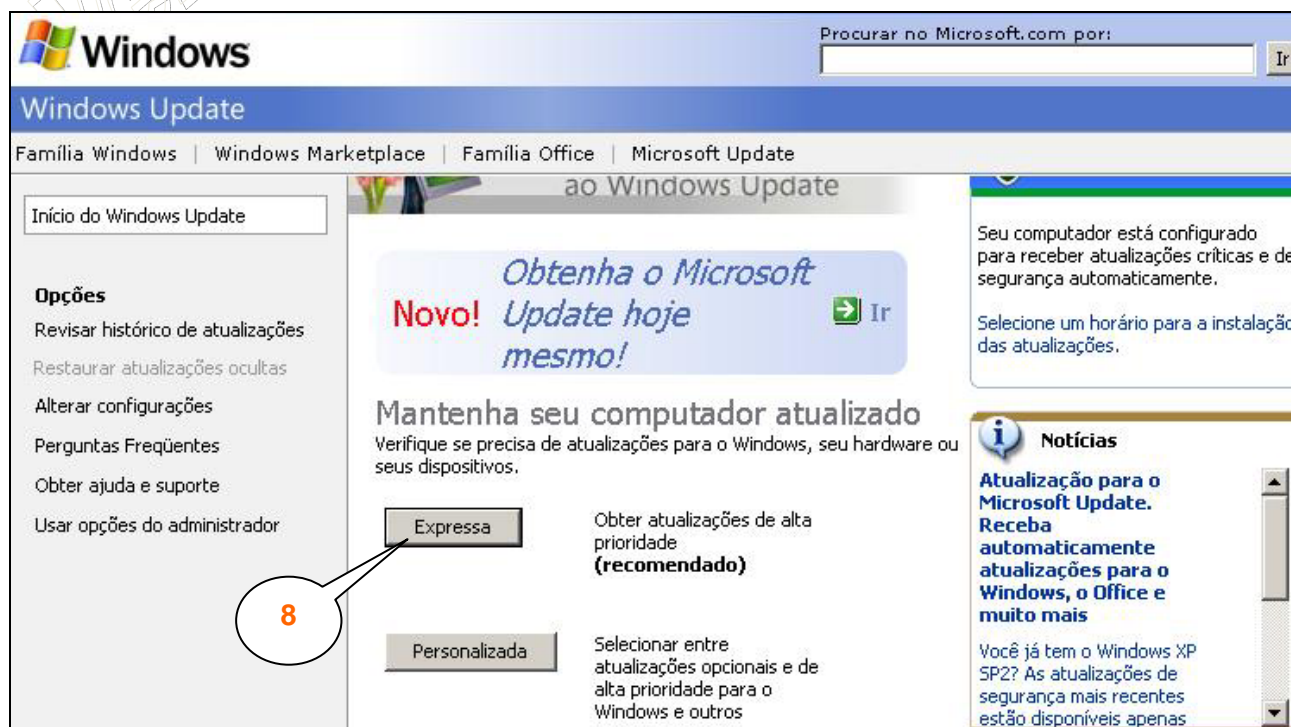 Windows
Procurar no Microsoft.com por:
Ir
Windows Update
Família Windows | Windows Marketplace | Família Office | Microsoft Update
ao Windows Update
Início do Windows Update
Opções
Revisar histórico de atualizações
Restaurar atualizações ocultas
Alterar configurações
Perguntas Freqüentes
Obter ajuda e suporte
Usar opções do administrador
Novo!
Obtenha o Microsoft
Update hoje
mesmo!
Ir
Mantenha seu computador atualizado
Verifique se precisa de atualizações para o Windows, seu hardware ou
seus dispositivos.
Expressa
Obter atualizações de alta
prioridade
(recomendado)
8
Personalizada
Selecionar entre
atualizações opcionais e de
alta prioridade para o
Windows e outros
Seu computador está configurado
para receber atualizações críticas e de
segurança automaticamente.
Selecione um horário para a instalação
das atualizações.
Notícias
Atualização para o
Microsoft Update.
Receba
automaticamente
atualizações para o
Windows, o Office e
muito mais
Você já tem o Windows XP
SP2? As atualizações de
segurança mais recentes
estão disponíveis apenas